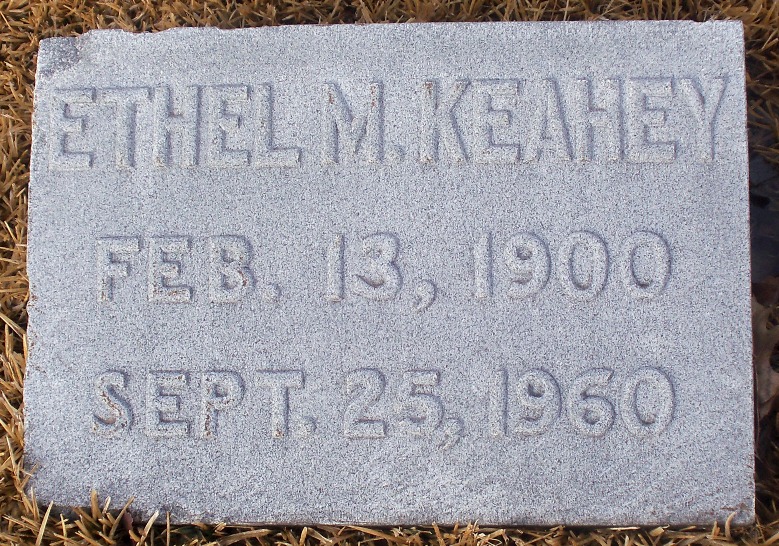 ETHEL M. KEAHEY
FEB. 13, 1900
SEPT. 25, 1960